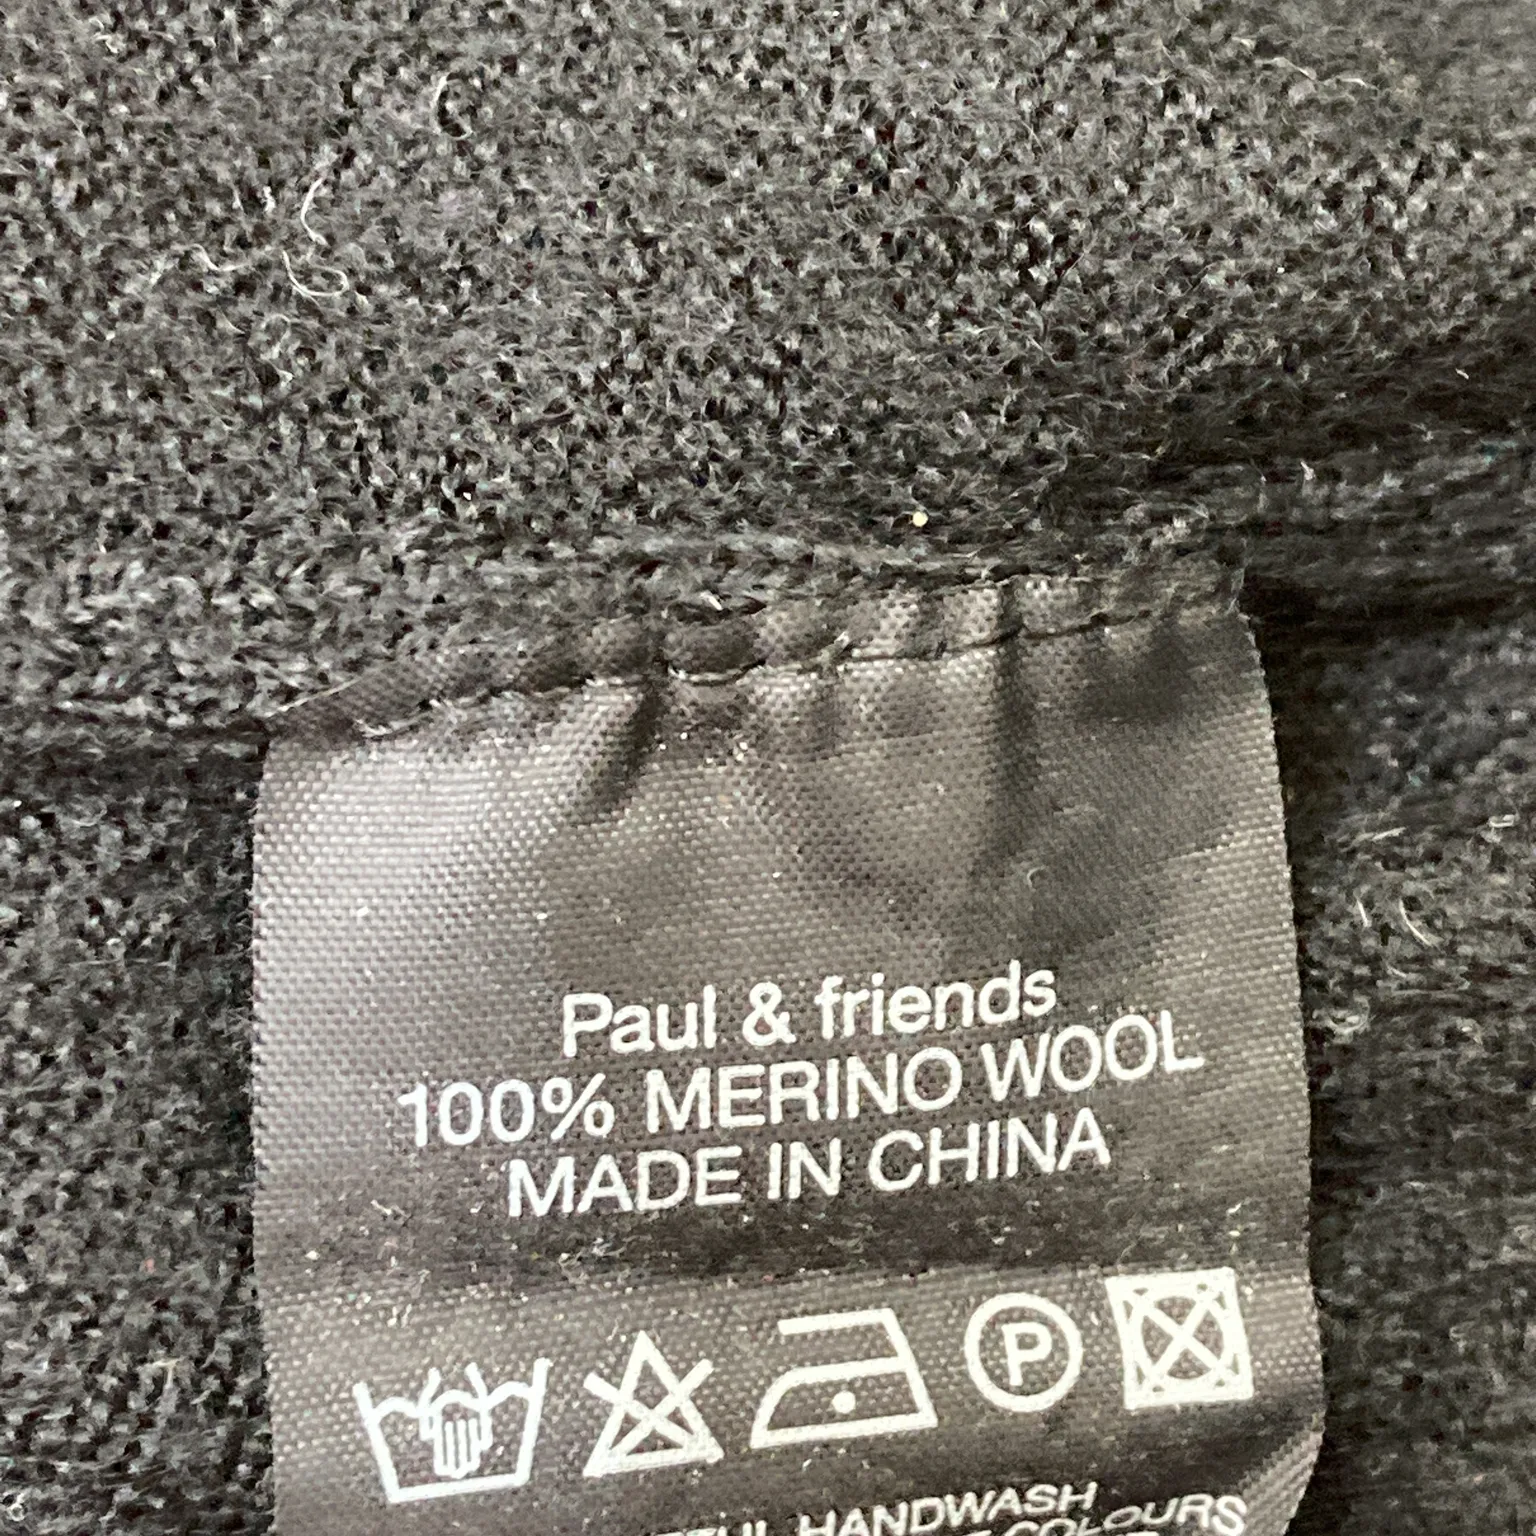 Paul & friends
100% MERINO WOOL
MADE IN CHINA
P
HANDWASH
COLOURS